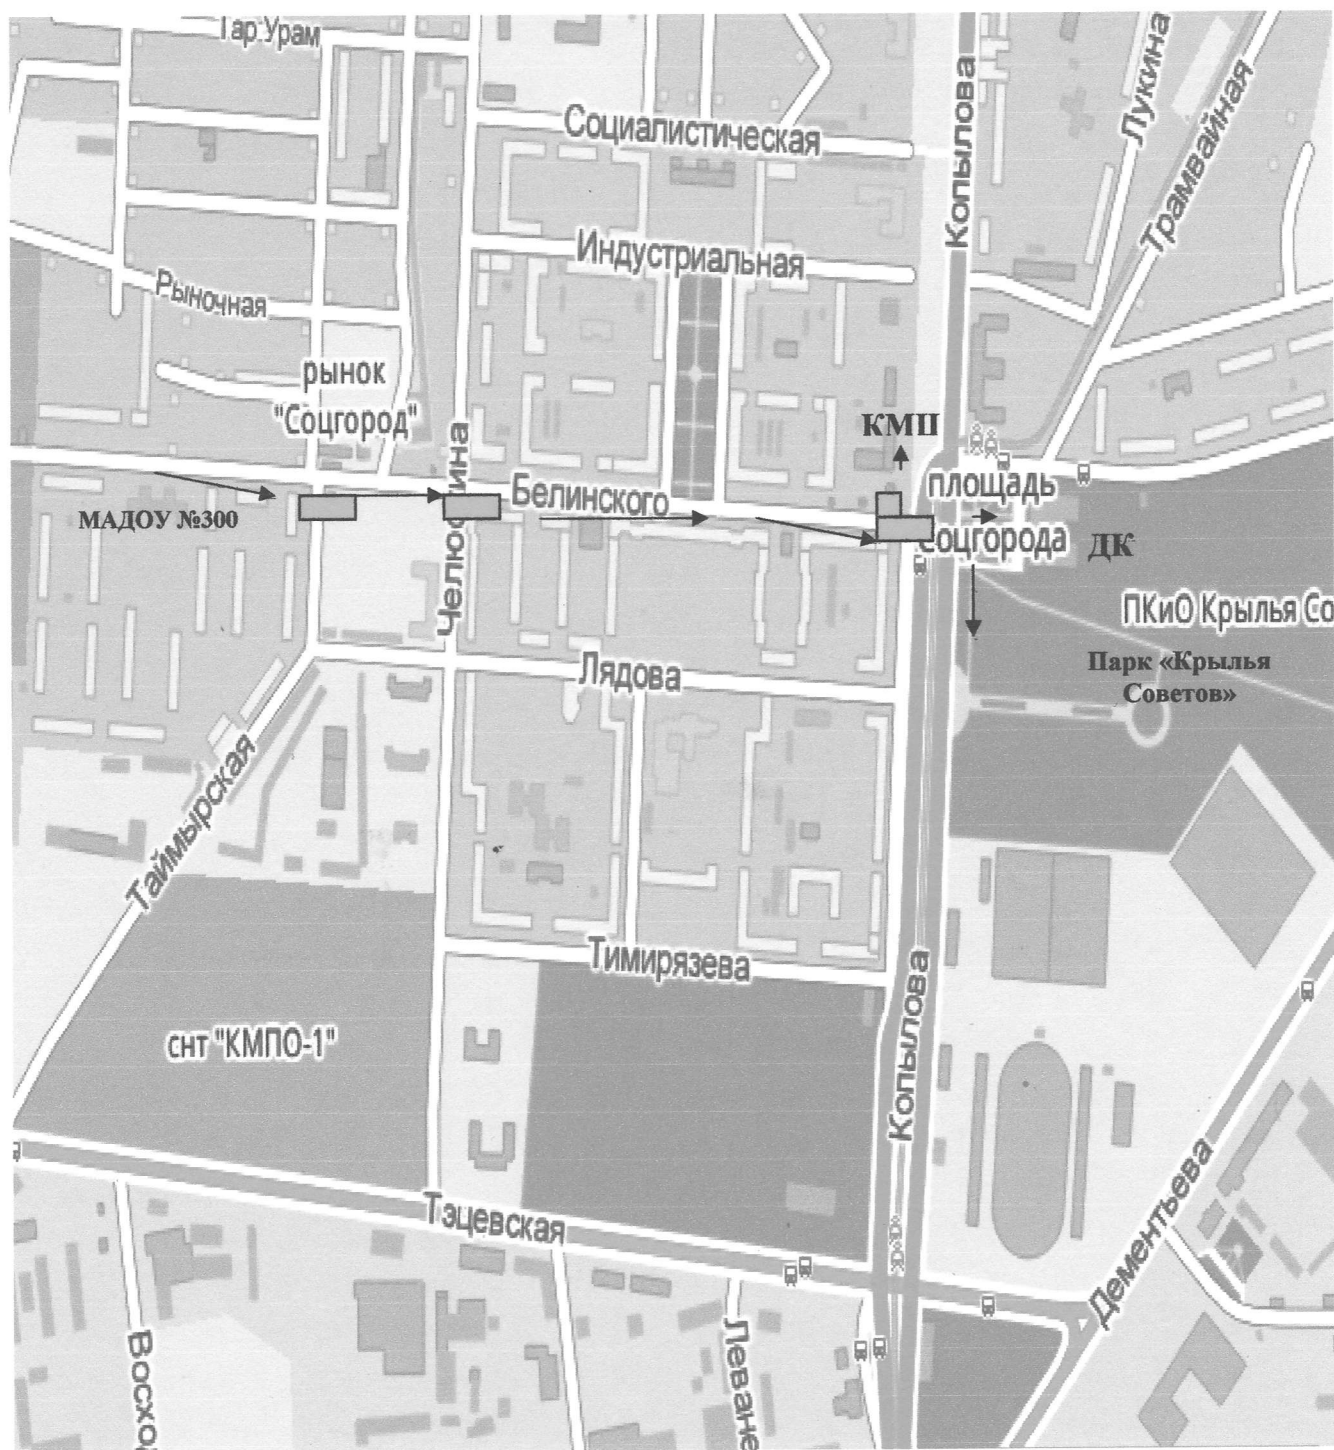 Тар.Урам
Социалистическая
Копылова
Лукина
Трамвайная
Индустриальная
Рыночная
рынок
"Соцгород"
КМП
Челюскина
Белинского
площадь
Соцгорода
МАДОУ №300
ДК
ПКиО Крылья Со
Парк «Крылья
Советов»
Лядова
Таймырская
Тимирязева
снт "КМПО-1"
Копылова
Тэцевская
Дементьева
Восхо
Леване